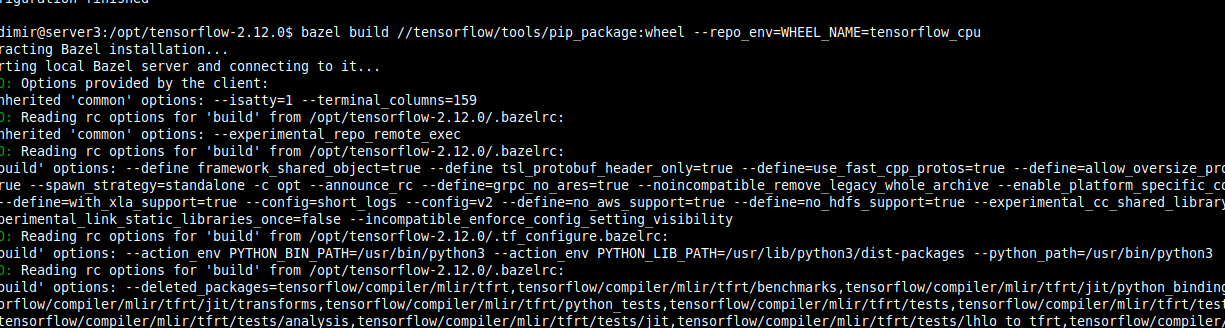 figuration finished
dimir@server3:/opt/tensorflow-2.12.0$ bazel build //tensorflow/tools/pip_package:wheel --repo_env=WHEEL_NAME=tensorflow_cpu
racting Bazel installation...
rting local Bazel server and connecting to it...
O: Options provided by the client:
nherited 'common' options: --isatty=1 --terminal_columns=159
O: Reading rc options for 'build' from /opt/tensorflow-2.12.0/.bazelrc:
nherited 'common' options: --experimental_repo_remote_exec
O: Reading rc options for 'build' from /opt/tensorflow-2.12.0/.bazelrc:
build' options: --define framework_shared_object=true --define tsl_protobuf_header_only=true --define=use_fast_cpp_protos=true --define=allow_oversize_pro
rue --spawn_strategy=standalone -c opt --announce_rc --define=grpc_no_ares=true --noincompatible_remove_legacy_whole_archive --enable_platform_specific_co
--define=with_xla_support=true --config=short_logs --config=v2 --define=no_aws_support=true --define=no_hdfs_support=true --experimental_cc_shared_library
perimental_link_static_libraries_once=false --incompatible_enforce_config_setting_visibility
O: Reading rc options for 'build' from /opt/tensorflow-2.12.0/.tf_configure.bazelrc:
build' options: --action_env PYTHON_BIN_PATH=/usr/bin/python3 --action_env PYTHON_LIB_PATH=/usr/lib/python3/dist-packages --python_path=/usr/bin/python3
O: Reading rc options for 'build' from /opt/tensorflow-2.12.0/.bazelrc:
build' options: --deleted_packages=tensorflow/compiler/mlir/tfrt,tensorflow/compiler/mlir/tfrt/benchmarks,tensorflow/compiler/mlir/tfrt/jit/python_binding
orflow/compiler/mlir/tfrt/jit/transforms,tensorflow/compiler/mlir/tfrt/python_tests,tensorflow/compiler/mlir/tfrt/tests,tensorflow/compiler/mlir/tfrt/test
tensorflow/compiler/mlir/tfrt/tests/analysis,tensorflow/compiler/mlir/tfrt/tests/jit,tensorflow/compiler/mlir/tfrt/tests/lhlo_to_tfrt,tensorflow/compiler/